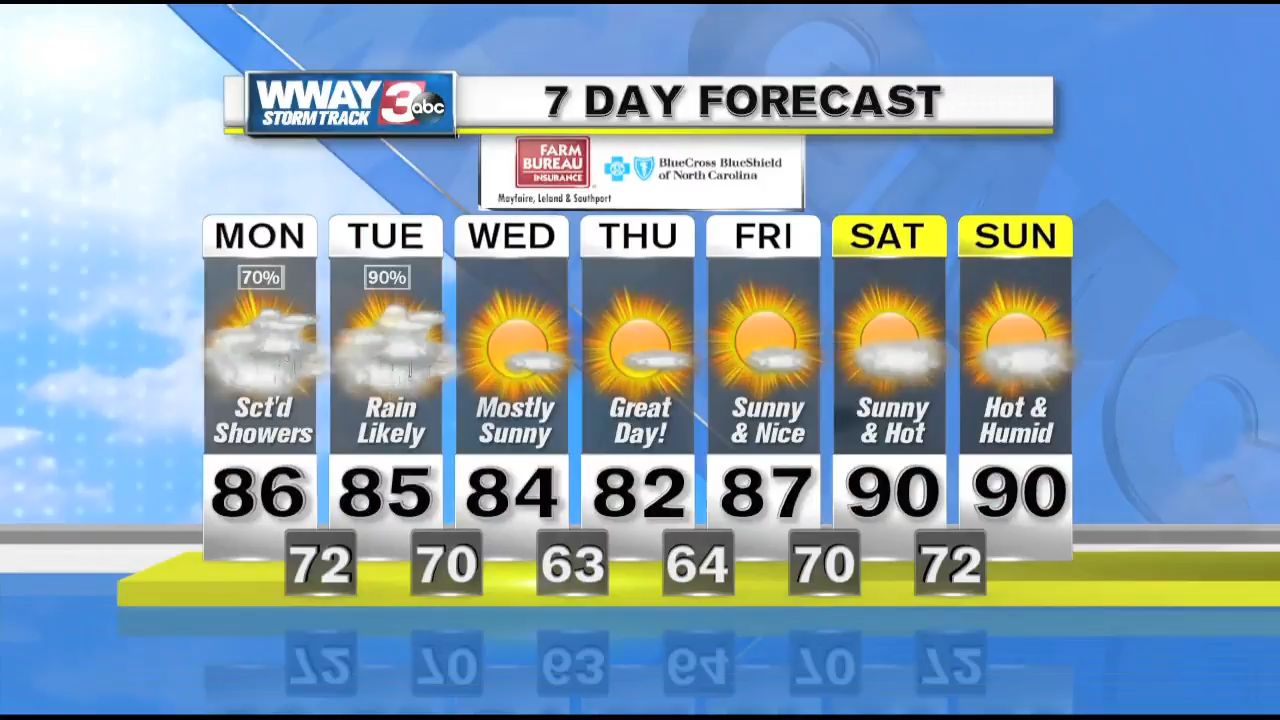 WWAY 3 abc
STORM TRACK
7 DAY FORECAST
FARM
BUREAU
INSURANCE
Mayfaire, Leland & Southport
BlueCross BlueShield
of North Carolina
MON TUE WED THU FRI SAT SUN
70% 90%
Sct'd
Showers
Rain
Likely
Mostly
Sunny
Great
Day!
Sunny
& Nice
Sunny
& Hot
Hot &
Humid
86 85 84 82 87 90 90
72 70 63 64 70 72